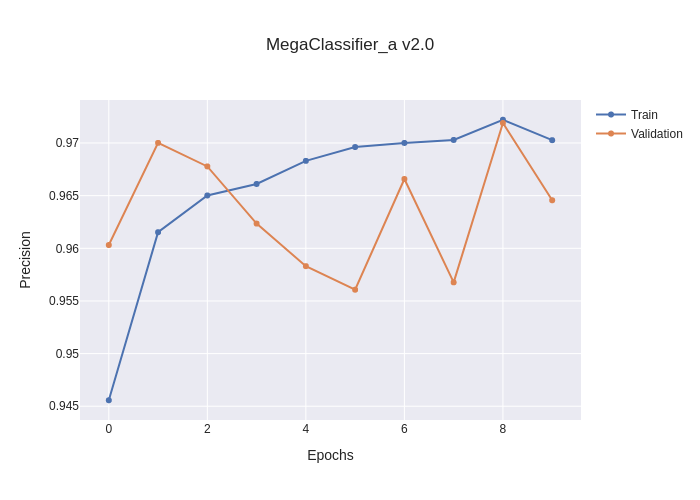 MegaClassifier_a v2.0
Train
Validation
Precision
0.97
0.965
0.96
0.955
0.95
0.945
0 2 4 6 8
Epochs